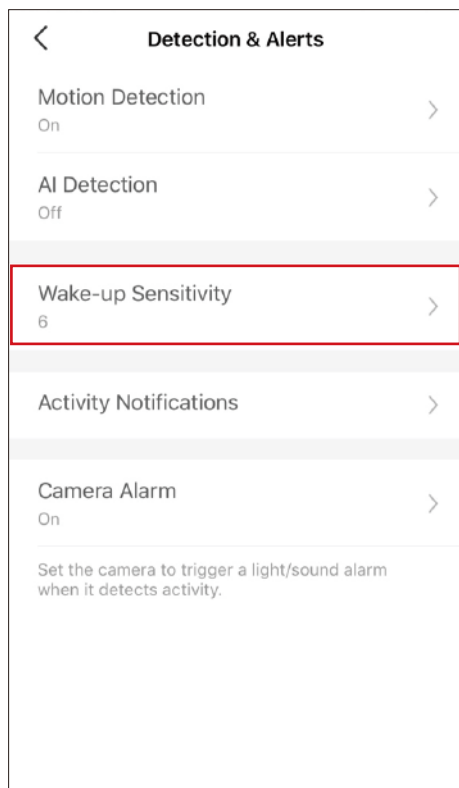 Detection & Alerts
Motion Detection
On
AI Detection
Off
Wake-up Sensitivity
6
Activity Notifications
Camera Alarm
On
Set the camera to trigger a light/sound alarm
when it detects activity.